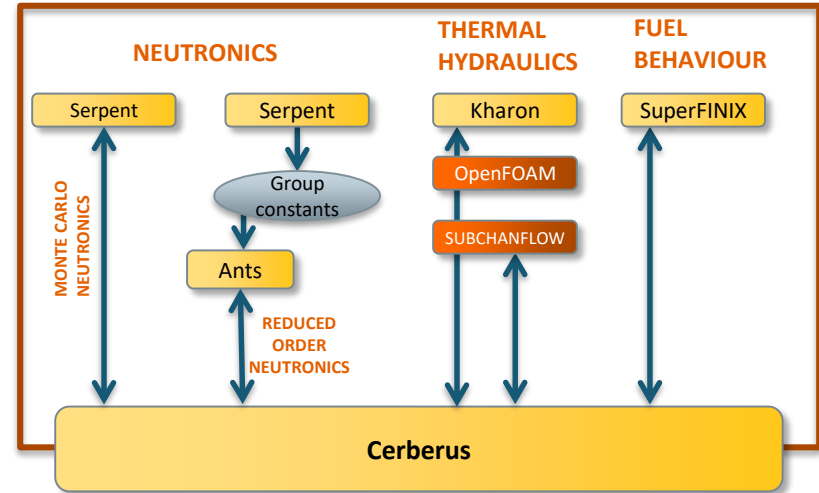 NEUTRONICS
THERMAL
HYDRAULICS
FUEL
BEHAVIOUR
Serpent
Serpent
Kharon
SuperFINIX
OpenFOAM
Group
constants
SUBCHANFLOW
MONTE CARLO
NEUTRONICS
Ants
REDUCED
ORDER
NEUTRONICS
Cerberus